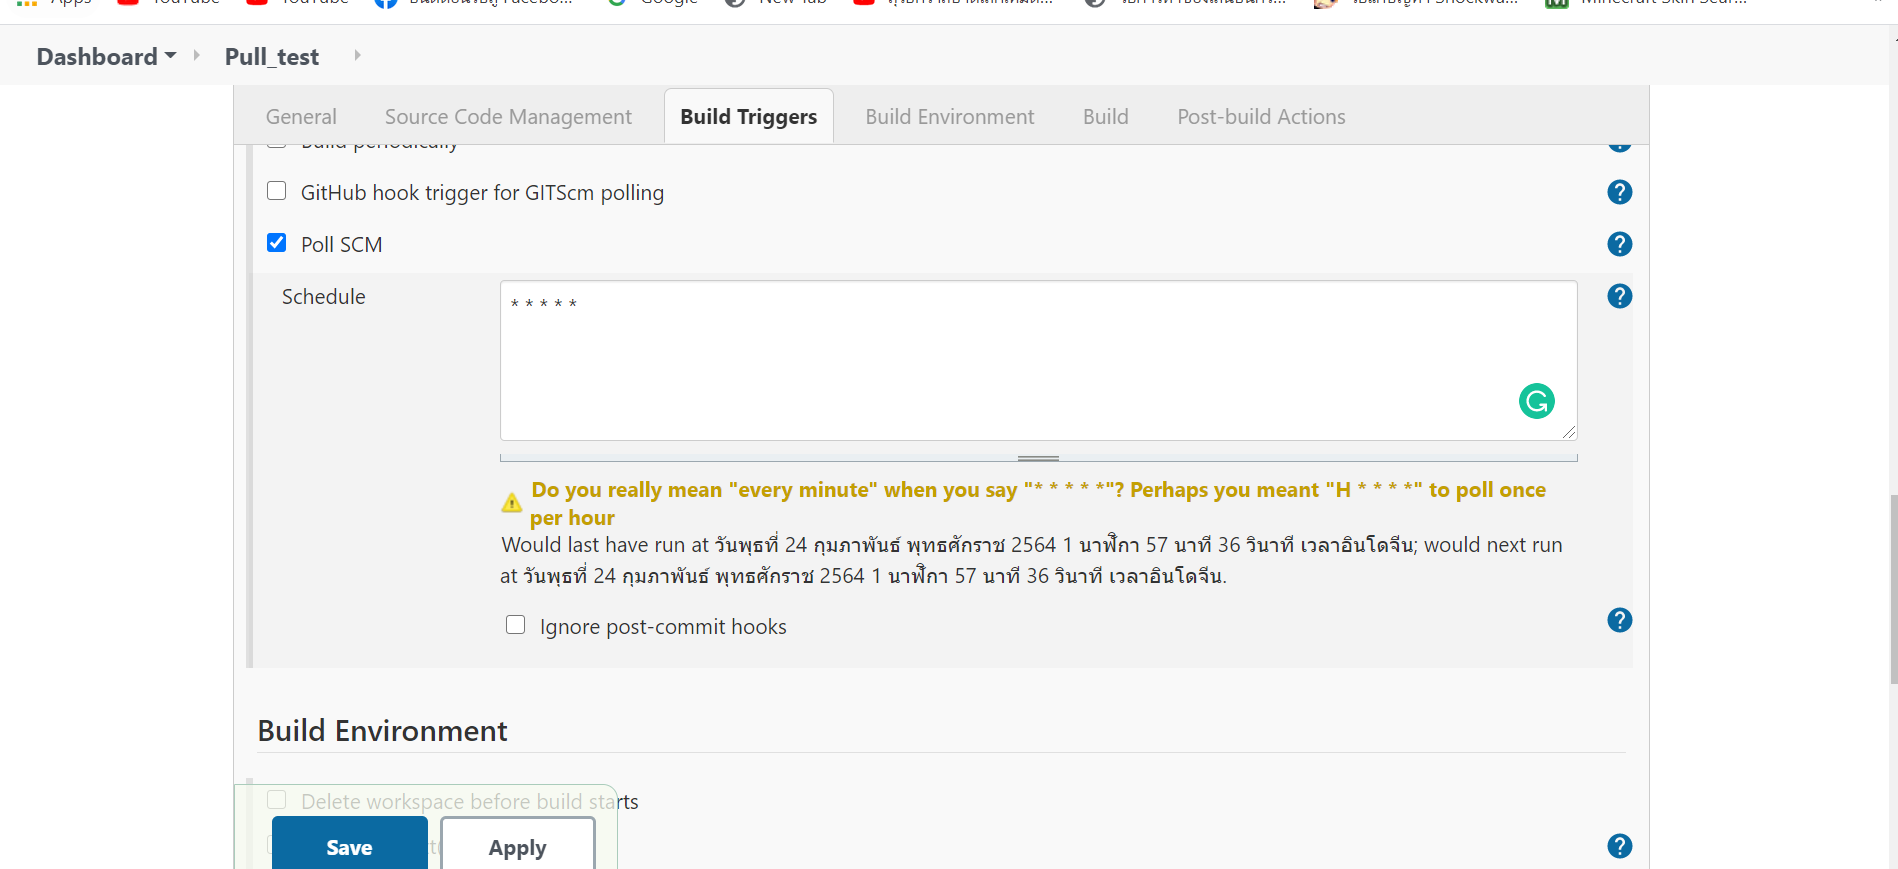 Apps YouTube YouTube Google New Tab
Dashboard Pull_test
General Source Code Management Build Triggers Build Environment Build Post-build Actions
Build periodically
GitHub hook trigger for GITScm polling
Poll SCM
Schedule
* * * * *
Do you really mean "every minute" when you say "* * * * *"? Perhaps you meant "H * * * *" to poll once
per hour
Would last have run at วันพุธที่ 24 กุมภาพันธ์ พุทธศักราช 2564 1 นาฬิกา 57 นาที 36 วินาที เวลาอินโดจีน; would next run
at วันพุธที่ 24 กุมภาพันธ์ พุทธศักราช 2564 1 นาฬิกา 57 นาที 36 วินาที เวลาอินโดจีน.
Ignore post-commit hooks
Build Environment
Delete workspace before build starts
Save Apply